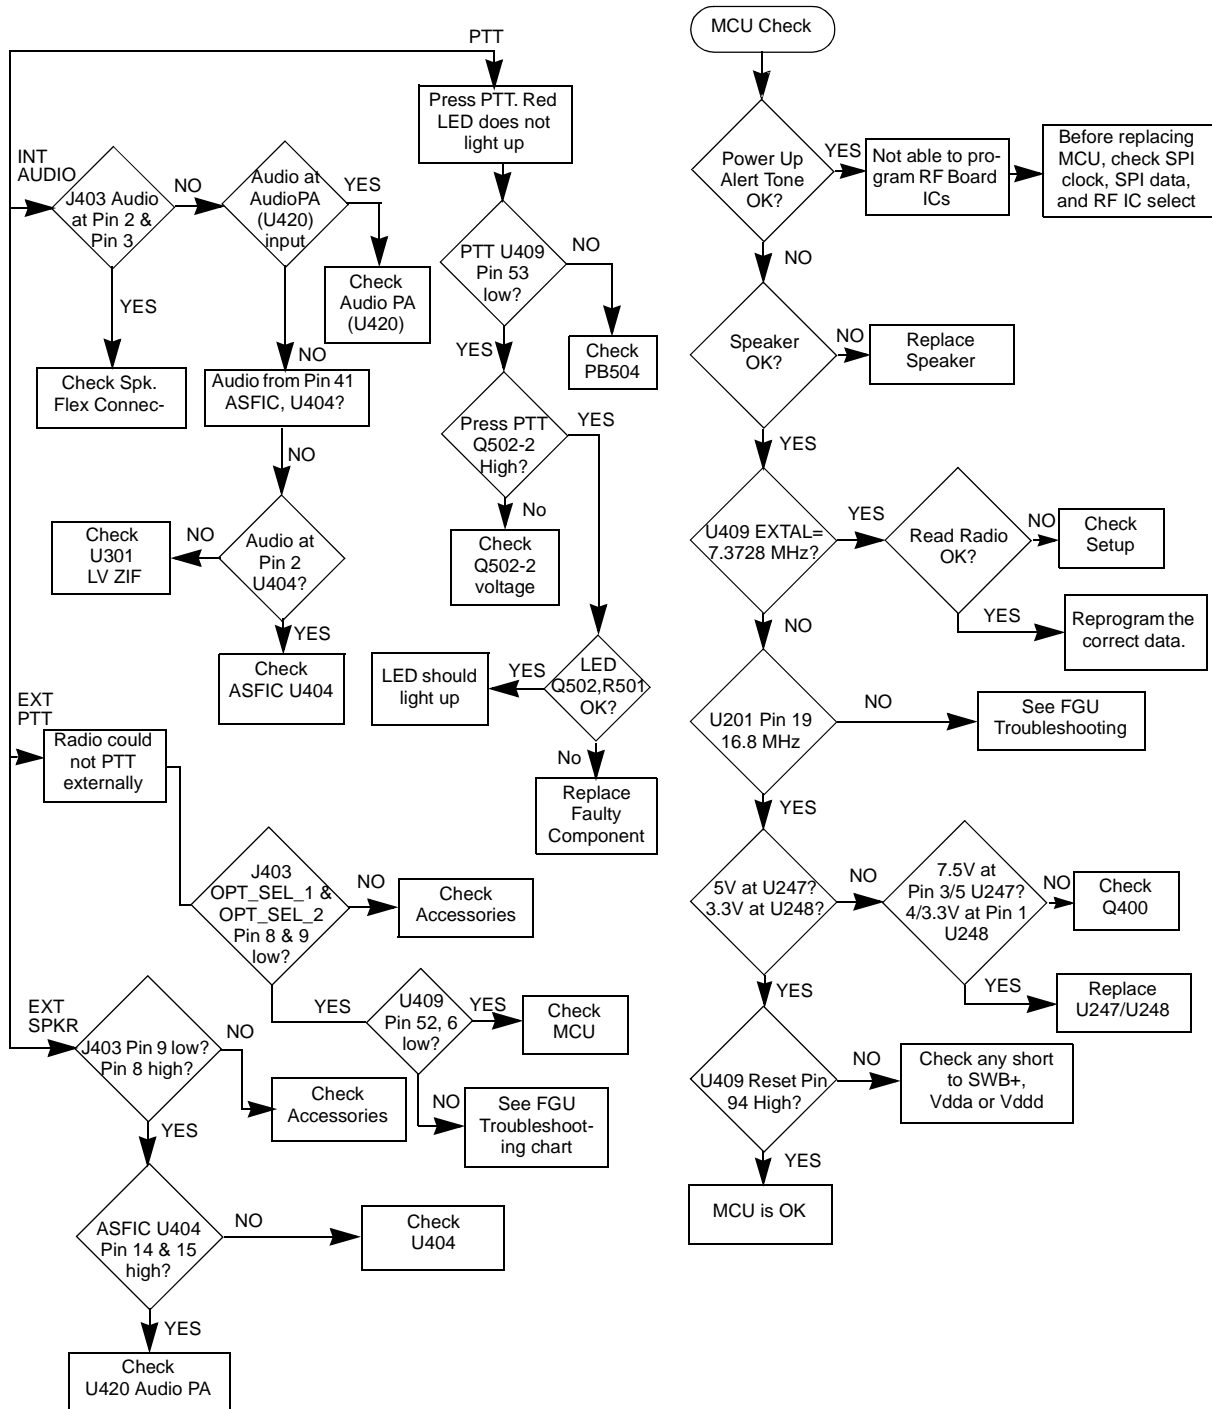 PTT
Press PTT. Red
LED does not
light up
INT
AUDIO
J403 Audio
at Pin 2 &
Pin 3
NO
Audio at
AudioPA
(U420)
input
YES
Check
Audio PA
(U420)
YES
Check Spk.
Flex Connec-
NO
Audio from Pin 41
ASFIC, U404?
NO
Audio at
Pin 2
U404?
NO
Check
U301
LV ZIF
YES
Check
ASFIC U404
PTT U409
Pin 53
low?
NO
Check
PB504
YES
Press PTT
Q502-2
High?
YES
No
Check
Q502-2
voltage
LED
Q502,R501
OK?
YES
LED should
light up
No
Replace
Faulty
Component
EXT
PTT
Radio could
not PTT
externally
J403
OPT_SEL_1 &
OPT_SEL_2
Pin 8 & 9
low?
NO
Check
Accessories
YES
U409
Pin 52, 6
low?
YES
Check
MCU
NO
See FGU
Troubleshoot-
ing chart
EXT
SPKR
J403 Pin 9 low?
Pin 8 high?
NO
Check
Accessories
YES
ASFIC U404
Pin 14 & 15
high?
NO
Check
U404
YES
Check
U420 Audio PA
MCU Check
Power Up
Alert Tone
OK?
YES
Not able to pro-
gram RF Board
ICs
Before replacing
MCU, check SPI
clock, SPI data,
and RF IC select
NO
Speaker
OK?
NO
Replace
Speaker
YES
U409 EXTAL=
7.3728 MHz?
YES
Read Radio
OK?
NO
Check
Setup
YES
Reprogram the
correct data.
NO
U201 Pin 19
16.8 MHz
NO
See FGU
Troubleshooting
YES
5V at U247?
3.3V at U248?
NO
7.5V at
Pin 3/5 U247?
4/3.3V at Pin 1
U248
NO
Check
Q400
YES
Replace
U247/U248
YES
U409 Reset Pin
94 High?
NO
Check any short
to SWB+,
Vdda or Vddd
YES
MCU is OK